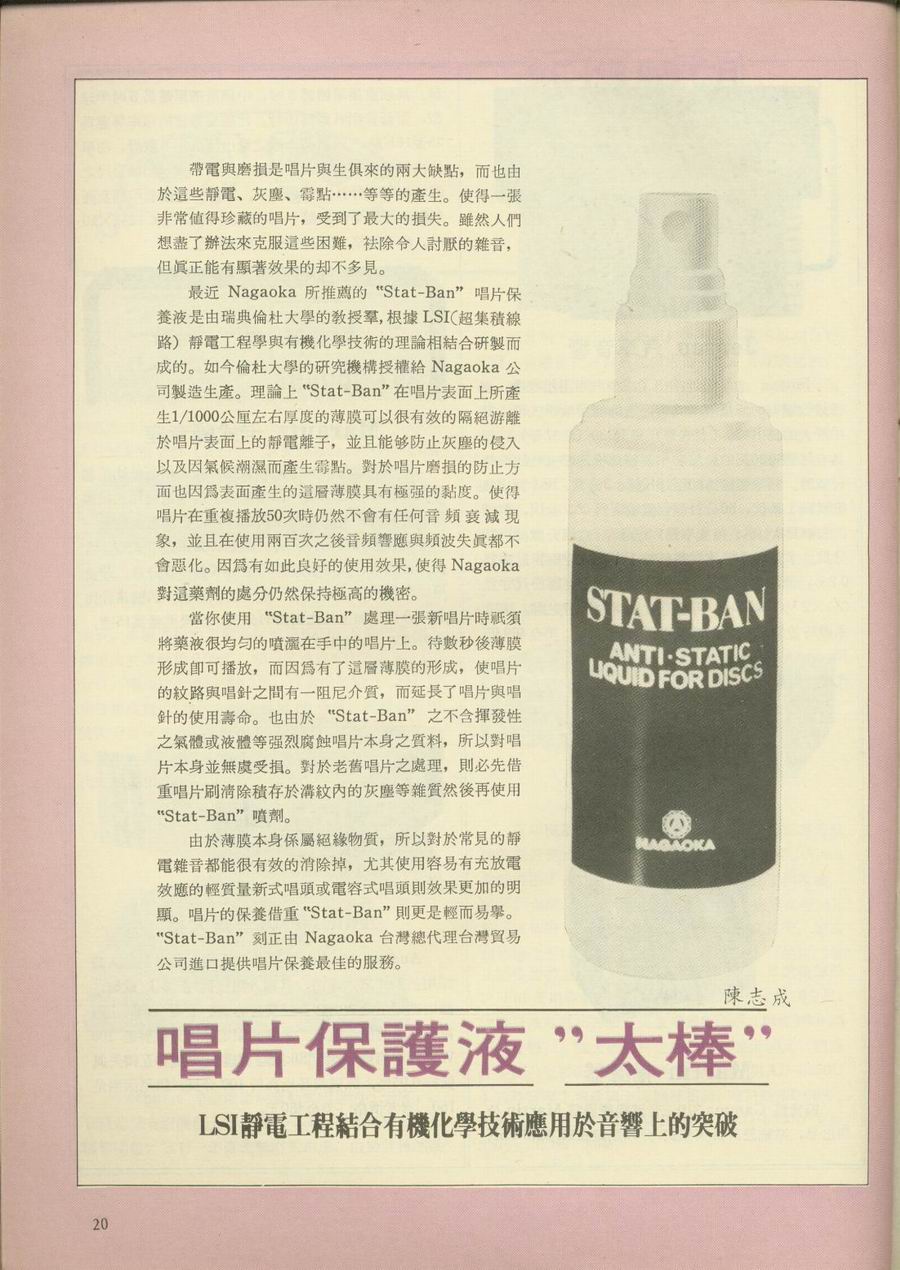 帶電與磨損是唱片與生俱來的兩大缺點，而也由
於這些靜電、灰塵、霉點……等等的產生。使得一張
非常値得珍藏的唱片，受到了最大的損失。雖然人們
想盡了辦法來克服這些困難，袪除令人討厭的雜音，
但眞正能有顯著效果的却不多見。
最近 Nagaoka 所推薦的 “Stat-Ban” 唱片保
養液是由瑞典倫杜大學的敎授羣,根據 LSI(超集積線
路) 靜電工程學與有機化學技術的理論相結合硏製而
成的。如今倫杜大學的硏究機構授權給 Nagaoka 公
司製造生產。理論上 “Stat-Ban” 在唱片表面上所產
生1/1000公厘左右厚度的薄膜可以很有效的隔絕游離
於唱片表面上的靜電離子，並且能够防止灰塵的侵入
以及因氣候潮濕而產生霉點。對於唱片磨損的防止方
面也因爲表面產生的這層薄膜具有極强的黏度。使得
唱片在重複播放50次時仍然不會有任何音頻衰減現
象，並且在使用兩百次之後音頻響應與頻波失眞都不
會惡化。因爲有如此良好的使用效果,使得 Nagaoka
對這藥劑的處分仍然保持極高的機密。
當你使用 “Stat-Ban” 處理一張新唱片時祇須
將藥液很均匀的噴灑在手中的唱片上。待數秒後薄膜
形成卽可播放，而因爲有了這層薄膜的形成，使唱片
的紋路與唱針之間有一阻尼介質，而延長了唱片與唱
針的使用壽命。也由於 “Stat-Ban” 之不含揮發性
之氣體或液體等强烈腐蝕唱片本身之質料，所以對唱
片本身並無處受損。對於老舊唱片之處理，則必先借
重唱片刷淸除積存於溝紋內的灰塵等雜質然後再使用
“Stat-Ban” 噴劑。
由於薄膜本身係屬絕緣物質，所以對於常見的靜
電雜音都能很有效的消除掉，尤其使用容易有充放電
效應的輕質量新式唱頭或電容式唱頭則效果更加的明
顯。唱片的保養借重 “Stat-Ban” 則更是輕而易擧。
“Stat-Ban” 刻正由 Nagaoka 台灣總代理台灣貿易
公司進口提供唱片保養最佳的服務。
STAT-BAN
ANTI·STATIC
LIQUID FOR DISCS
NAGAOKA
陳志成
唱片保護液 ”太棒”
LSI靜電工程結合有機化學技術應用於音響上的突破
20